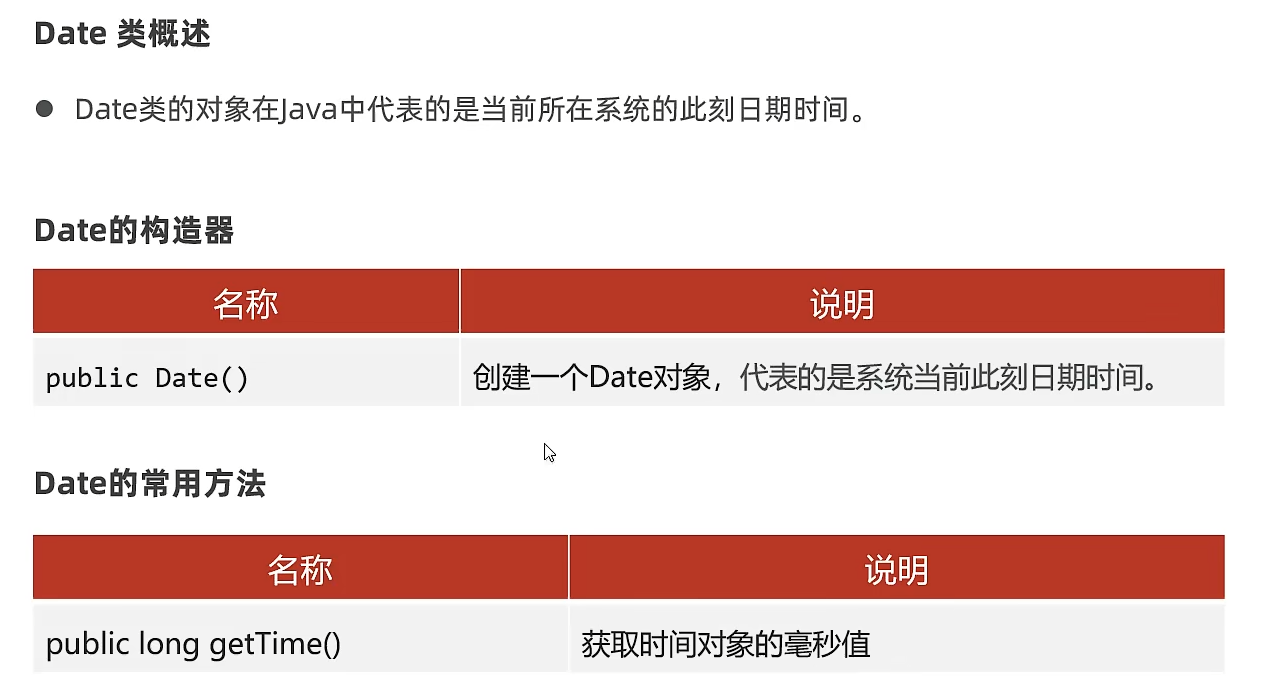 Date 类概述
● Date类的对象在Java中代表的是当前所在系统的此刻日期时间。
Date的构造器
名称 说明
public Date() 创建一个Date对象，代表的是系统当前此刻日期时间。
Date的常用方法
名称 说明
public long getTime() 获取时间对象的毫秒值